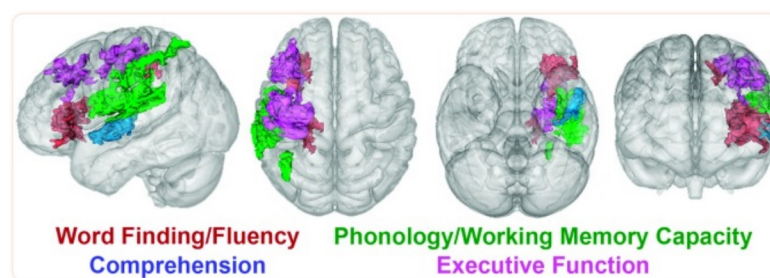 Word Finding/Fluency Phonology/Working Memory Capacity
Comprehension Executive Function